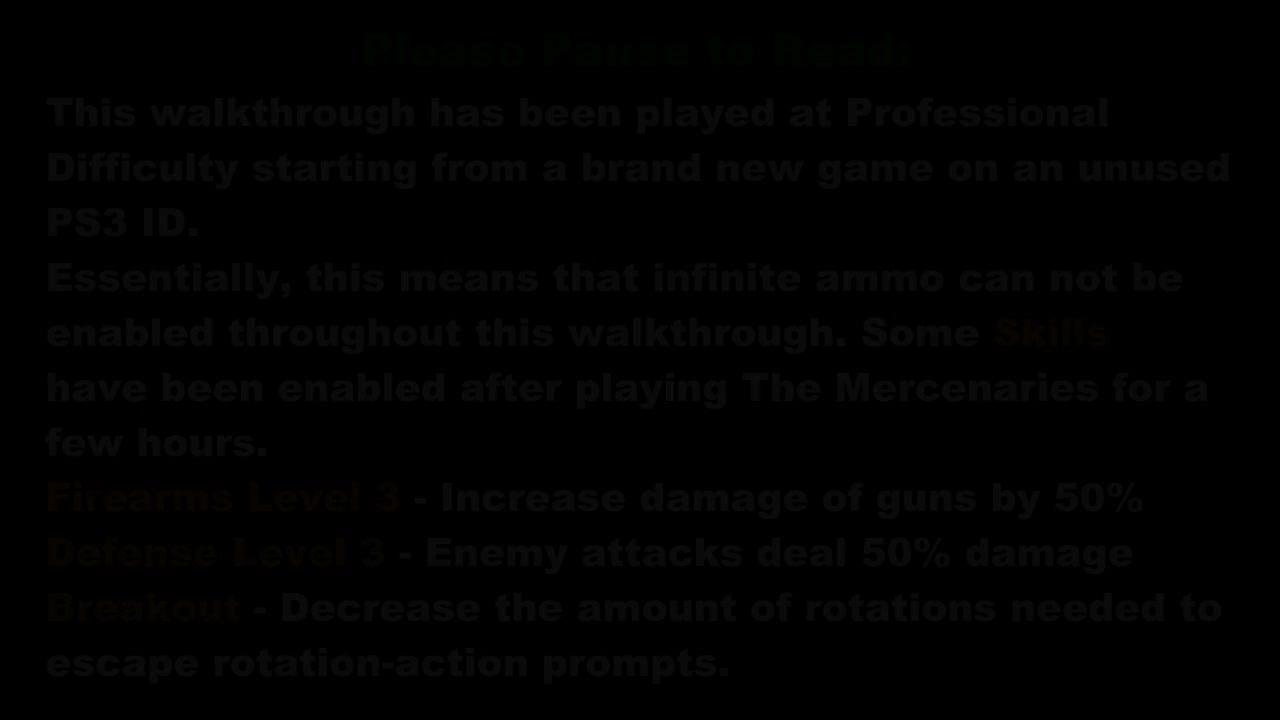 Please Pause to Read:
This walkthrough has been played at Professional
Difficulty starting from a brand new game on an unused
PS3 ID.
Essentially, this means that infinite ammo can not be
enabled throughout this walkthrough. Some Skills
have been enabled after playing The Mercenaries for a
few hours.
Firearms Level 3 - Increase damage of guns by 50%
Defense Level 3 - Enemy attacks deal 50% damage
Breakout - Decrease the amount of rotations needed to
escape rotation-action prompts.